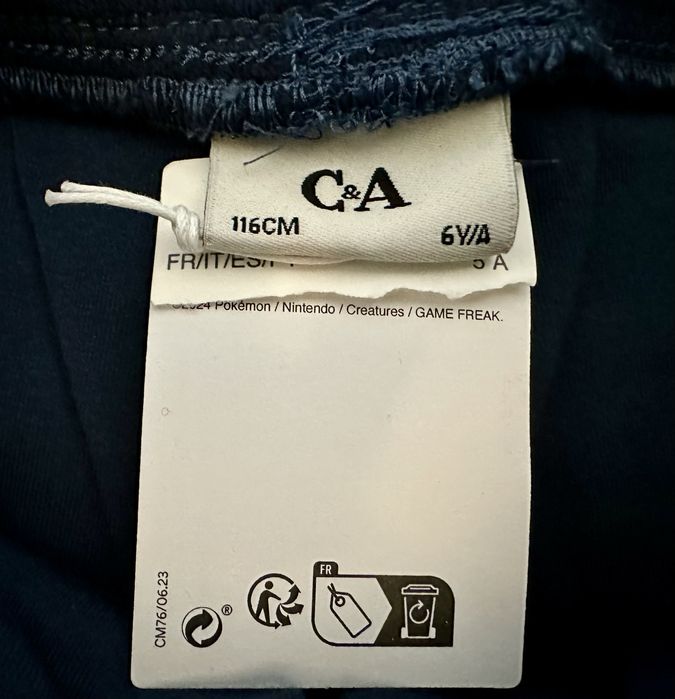 C&A
116CM 6Y/A
FR/IT/ES/ 5 A
Pokémon / Nintendo / Creatures / GAME FREAK.
FR
CM76/06.23
®